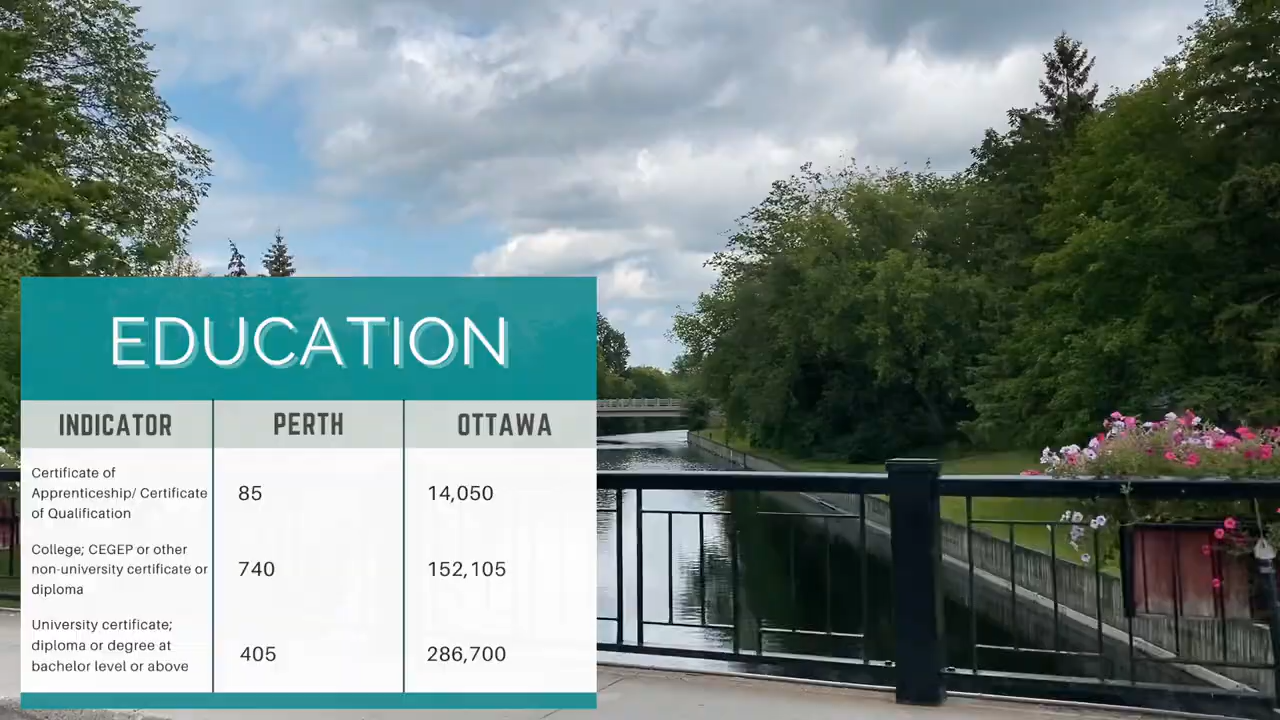 EDUCATION
INDICATOR PERTH OTTAWA
Certificate of
Apprenticeship/ Certificate
of Qualification
85 14,050
College; CEGEP or other
non-university certificate or
diploma
740 152,105
University certificate;
diploma or degree at
bachelor level or above
405 286,700